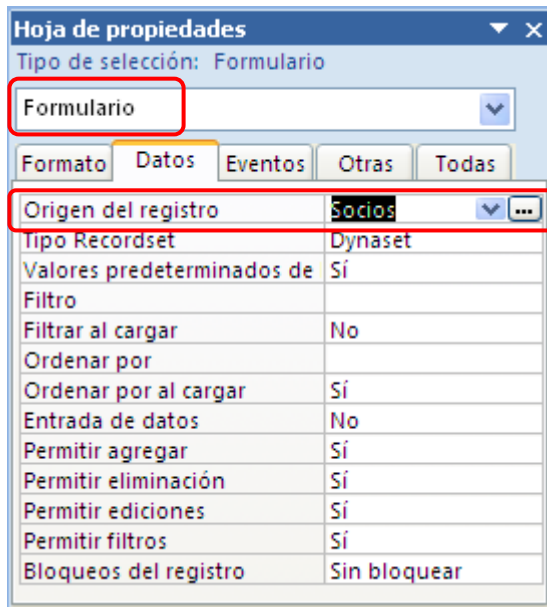 Hoja de propiedades
Tipo de selección: Formulario
Formulario
Formato Datos Eventos Otras Todas
Origen del registro Socios ...
Tipo Recordset Dynaset
Valores predeterminados de Sí
Filtro
Filtrar al cargar No
Ordenar por
Ordenar por al cargar Sí
Entrada de datos No
Permitir agregar Sí
Permitir eliminación Sí
Permitir ediciones Sí
Permitir filtros Sí
Bloqueos del registro Sin bloquear